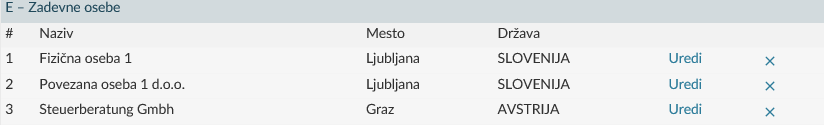 E – Zadevne osebe
# Naziv Mesto Država
1 Fizična oseba 1 Ljubljana SLOVENIJA Uredi ×
2 Povezana oseba 1 d.o.o. Ljubljana SLOVENIJA Uredi ×
3 Steuerberatung Gmbh Graz AVSTRIJA Uredi ×